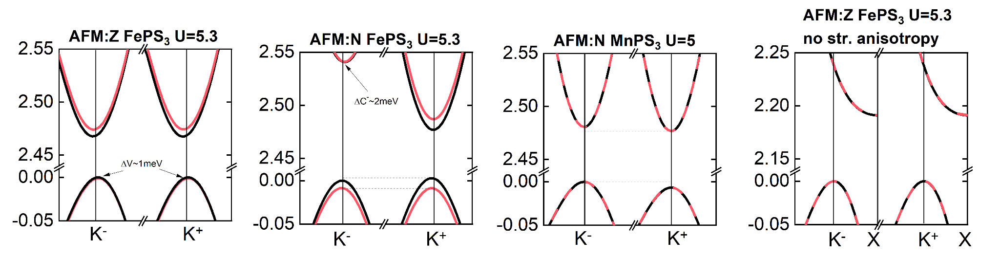 AFM:Z FePS₃ U=5.3
2.55
2.50
2.45
0.00
-0.05
ΔV~1meV
K⁻
K⁺
AFM:N FePS₃ U=5.3
2.55
2.50
2.45
0.00
-0.05
ΔC⁻~2meV
K⁻
K⁺
AFM:N MnPS₃ U=5
2.55
2.50
2.45
0.00
-0.05
K⁻
K⁺
AFM:Z FePS₃ U=5.3
no str. anisotropy
2.25
2.20
2.15
0.00
-0.05
K⁻
X
K⁺
X